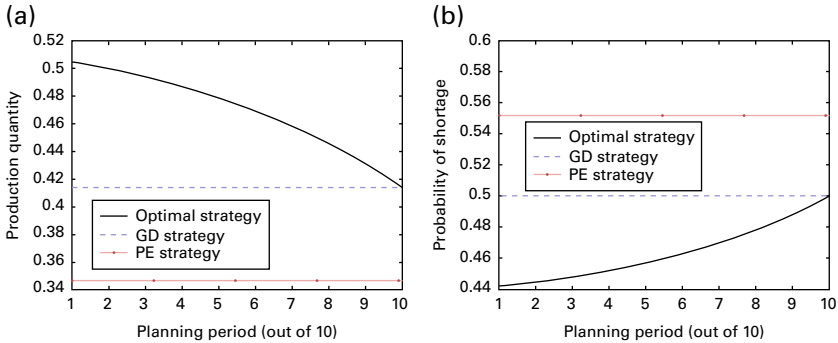 (a)
0.52
0.5
0.48
0.46
0.44
0.42
0.4
0.38
0.36
0.34
Production quantity
Optimal strategy
GD strategy
PE strategy
1 2 3 4 5 6 7 8 9 10
Planning period (out of 10)
(b)
0.6
0.58
0.56
0.54
0.52
0.5
0.48
0.46
0.44
Probability of shortage
Optimal strategy
GD strategy
PE strategy
1 2 3 4 5 6 7 8 9 10
Planning period (out of 10)